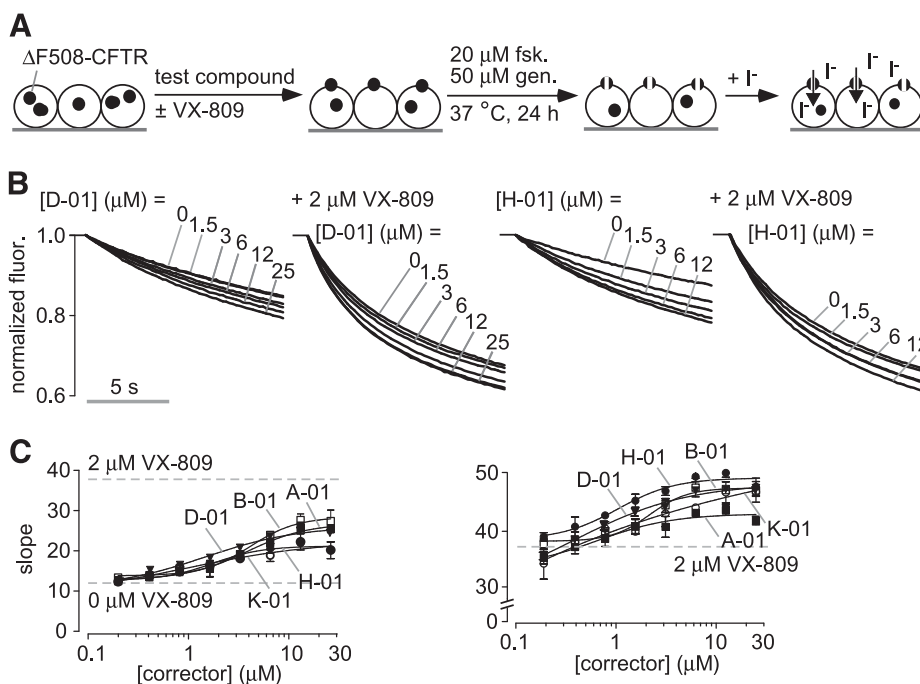 A
ΔF508-CFTR
test compound
± VX-809
20 μM fsk.
50 μM gen.
37 °C, 24 h
+ I-
I-
I-
I-
I-
I-
I-
B
[D-01] (μM) =
0
1.5
3
6
12
25
+ 2 μM VX-809
[D-01] (μM) =
0
1.5
3
6
12
25
[H-01] (μM) =
0
1.5
3
6
12
+ 2 μM VX-809
[H-01] (μM) =
0
1.5
3
6
12
normalized fluor.
1.0
0.8
0.6
5 s
C
slope
40
30
20
10
0
2 μM VX-809
D-01
B-01
A-01
H-01
K-01
0 μM VX-809
0.1
1
10
30
[corrector] (μM)
50
40
30
0
D-01
H-01
B-01
K-01
A-01
2 μM VX-809
0.1
1
10
30
[corrector] (μM)